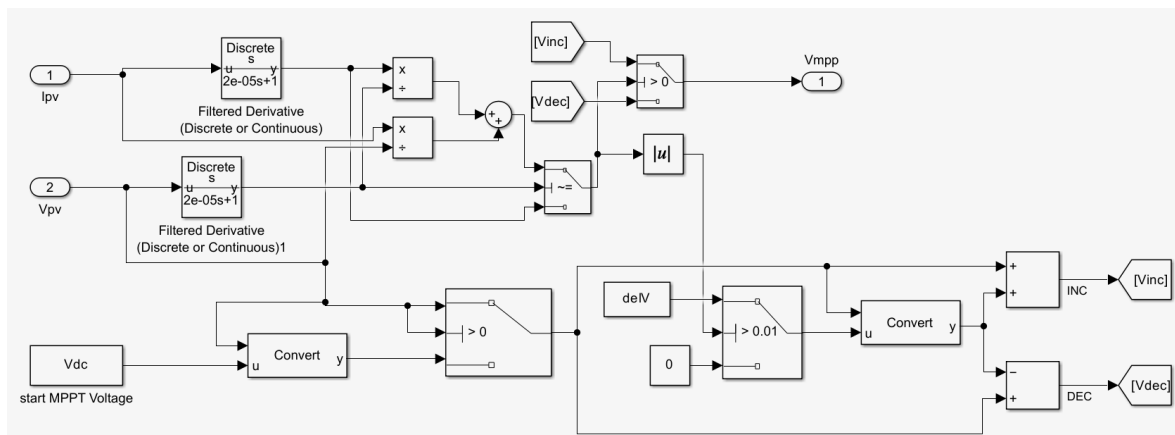 [Vinc]
Vmpp
> 0
1
[Vdec]
Discrete
s
u y
2e-05s+1
1
Ipv
x
÷
Filtered Derivative
(Discrete or Continuous)
+
+
x
÷
|u|
Discrete
s
u y
2e-05s+1
2
Vpv
~=
Filtered Derivative
(Discrete or Continuous)1
+
+
INC
[Vinc]
delV
> 0
> 0.01
Convert
u
y
Convert
u
y
0
Vdc
start MPPT Voltage
−
+
DEC
[Vdec]